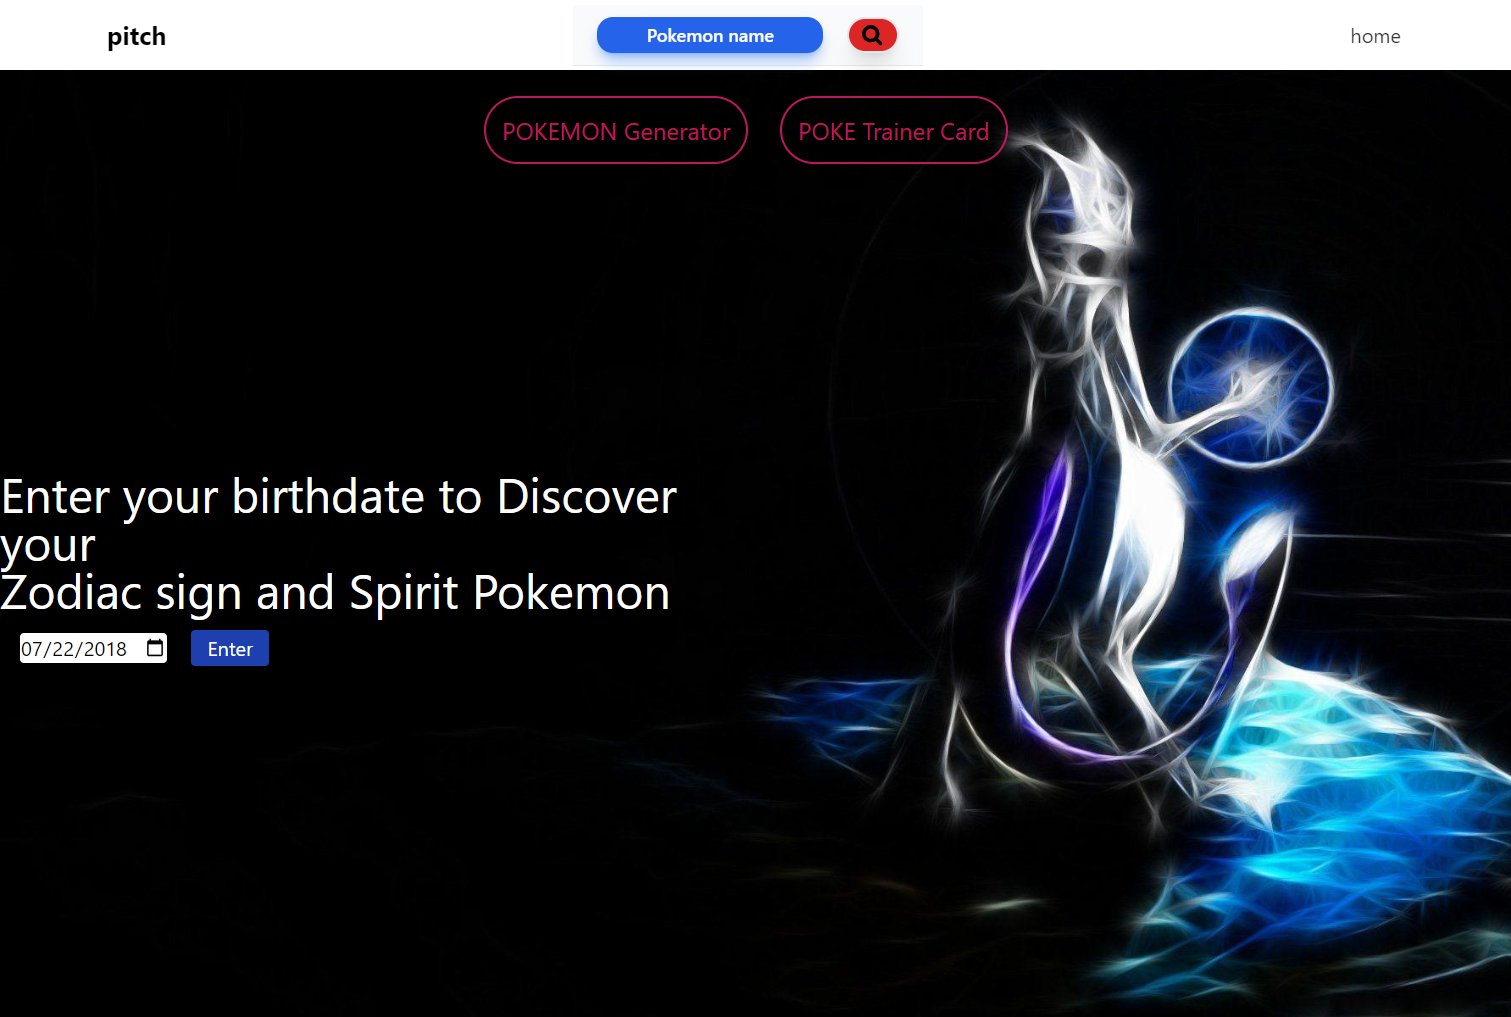 pitch
Pokemon name
home
POKEMON Generator
POKE Trainer Card
Enter your birthdate to Discover
your
Zodiac sign and Spirit Pokemon
07/22/2018
Enter